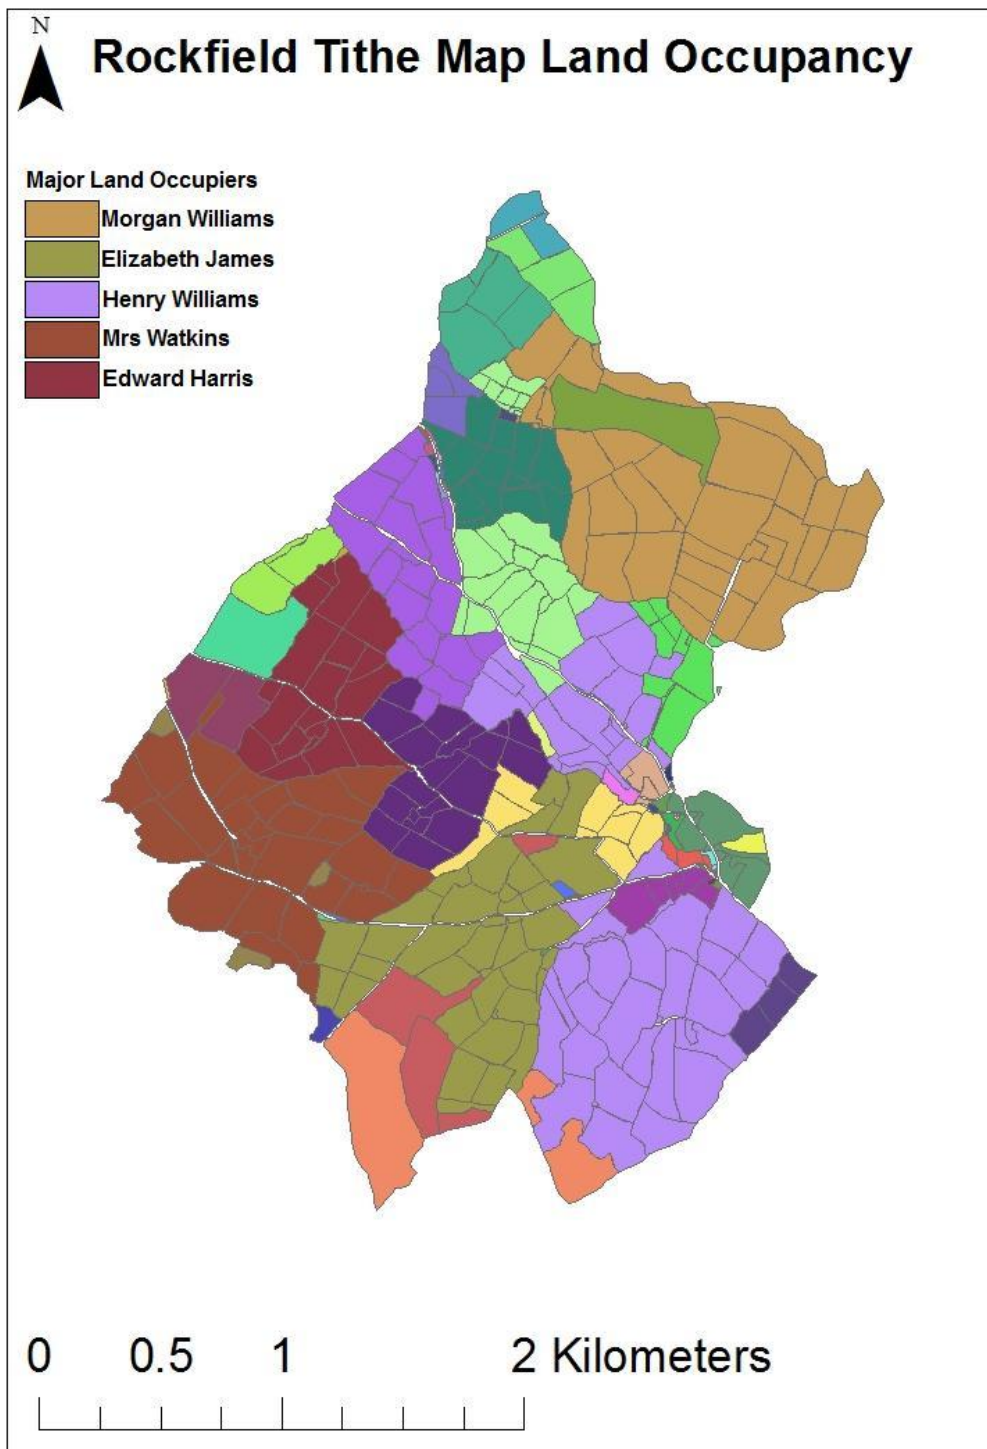 N
Rockfield Tithe Map Land Occupancy
Major Land Occupiers
Morgan Williams
Elizabeth James
Henry Williams
Mrs Watkins
Edward Harris
0 0.5 1 2 Kilometers